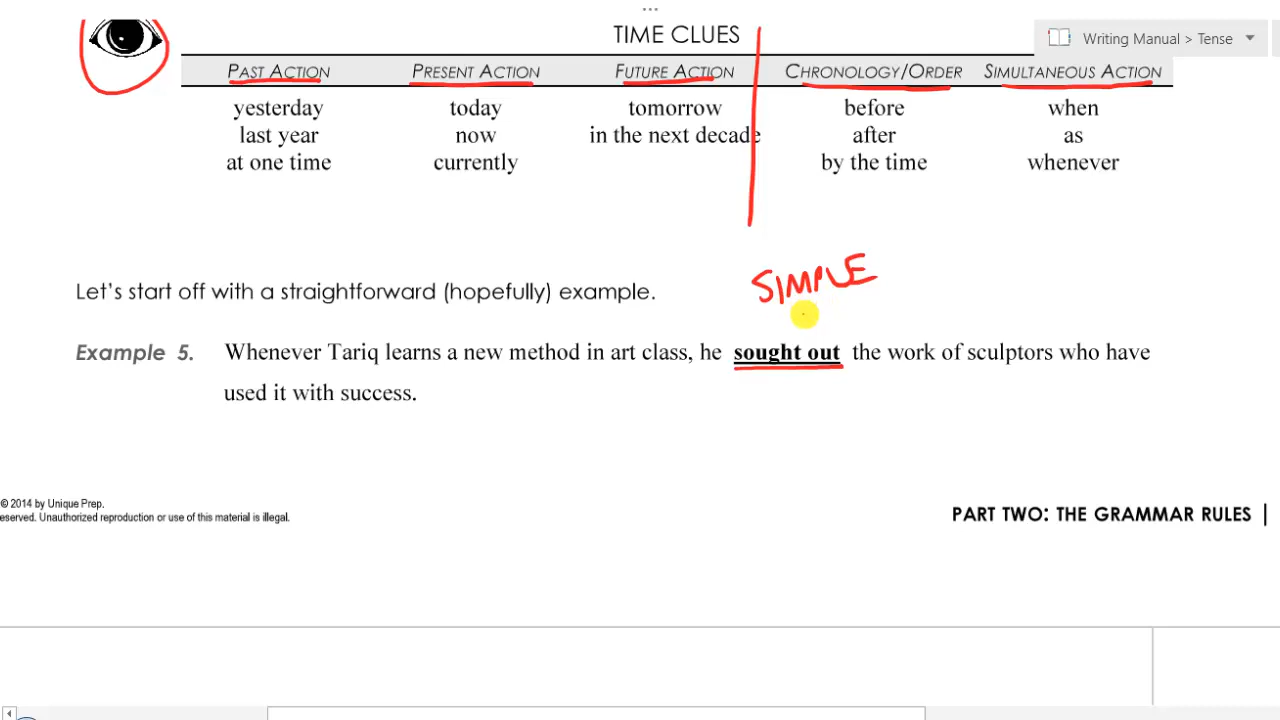 ...
TIME CLUES
Writing Manual > Tense
PAST ACTION PRESENT ACTION FUTURE ACTION CHRONOLOGY/ORDER SIMULTANEOUS ACTION
yesterday today tomorrow before when
last year now in the next decade after as
at one time currently by the time whenever
SIMPLE
Let's start off with a straightforward (hopefully) example.
Example 5. Whenever Tariq learns a new method in art class, he sought out the work of sculptors who have
used it with success.
© 2014 by Unique Prep.
eserved. Unauthorized reproduction or use of this material is illegal.
PART TWO: THE GRAMMAR RULES |